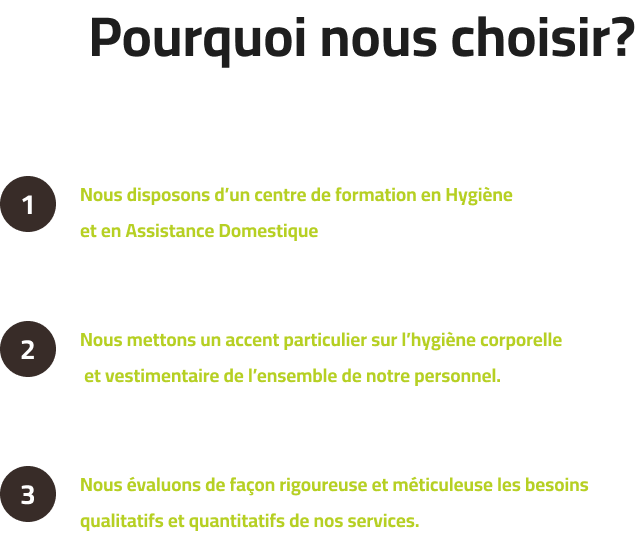 Pourquoi nous choisir?
1
Nous disposons d’un centre de formation en Hygiène
et en Assistance Domestique
2
Nous mettons un accent particulier sur l’hygiène corporelle
et vestimentaire de l’ensemble de notre personnel.
3
Nous évaluons de façon rigoureuse et méticuleuse les besoins
qualitatifs et quantitatifs de nos services.